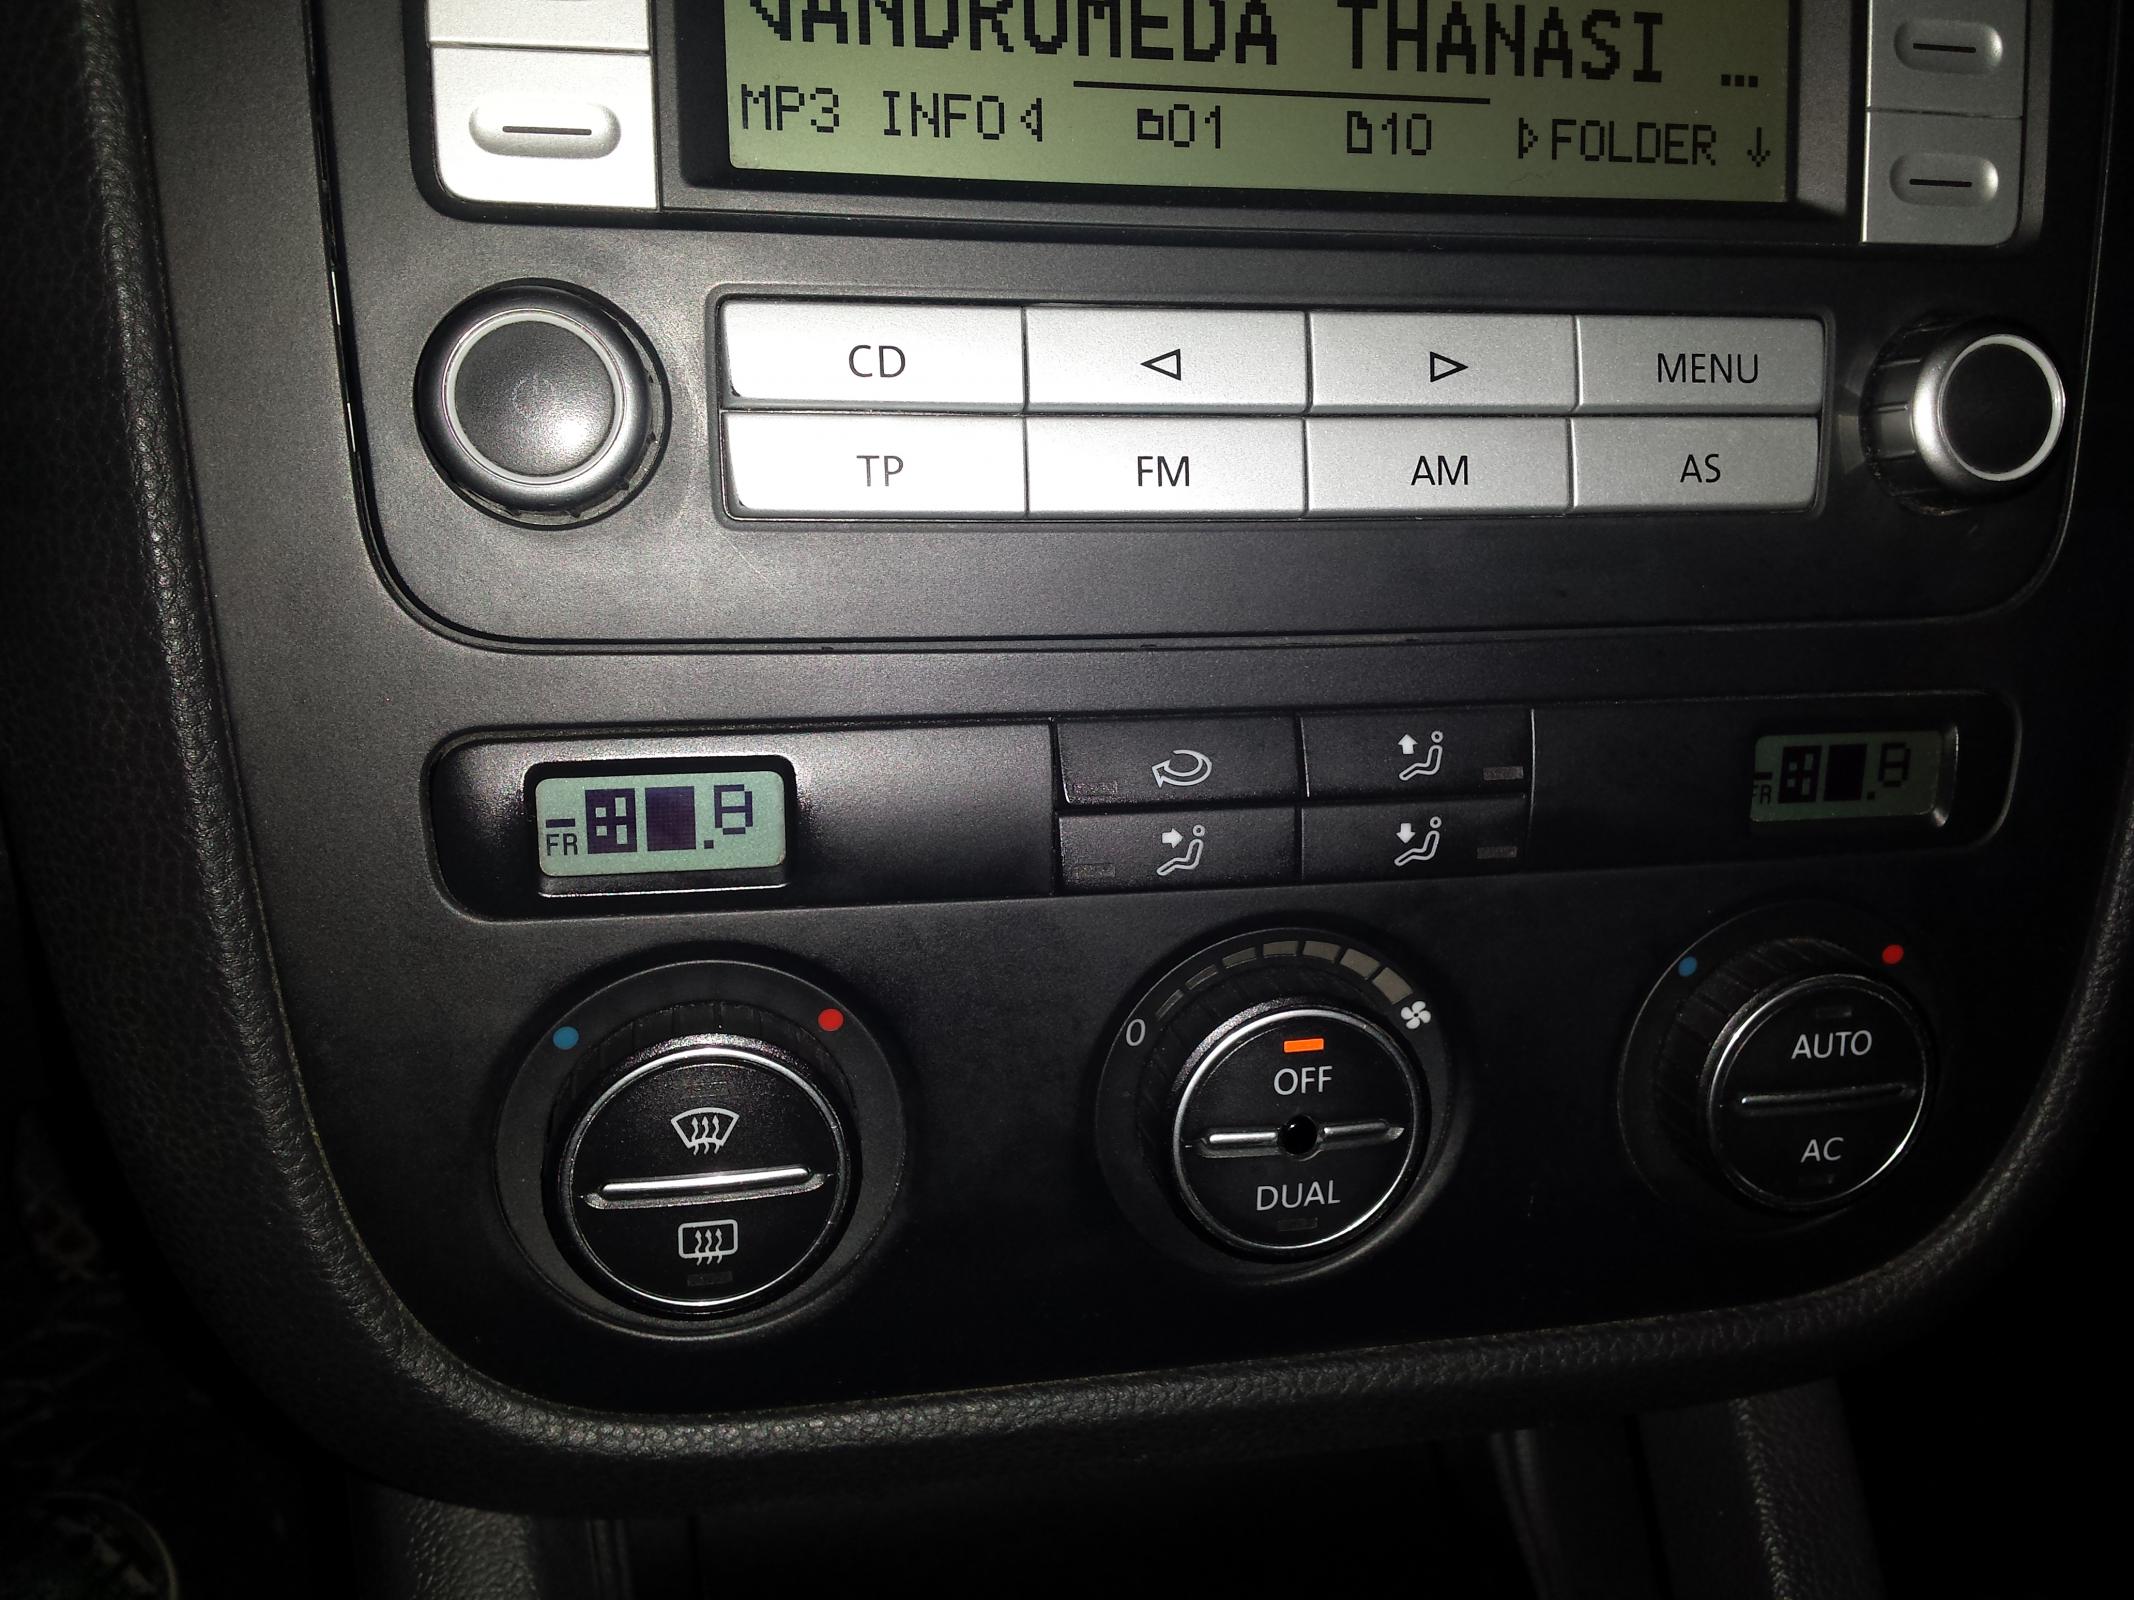 VANDROMEDA THANASI ...
MP3 INFO 01 10 FOLDER ↓
CD MENU
TP FM AM AS
FR
FR
0
OFF
DUAL
AUTO
AC